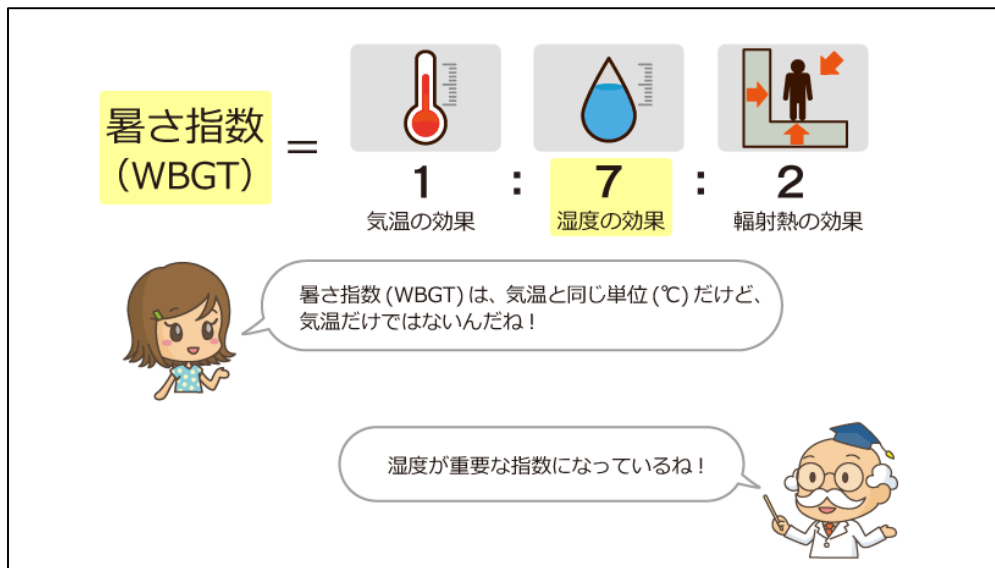 暑さ指数
（WBGT）
=
1 : 7 : 2
気温の効果 湿度の効果 輻射熱の効果
暑さ指数 (WBGT) は、気温と同じ単位 (℃) だけど、
気温だけではないんだね！
湿度が重要な指数になっているね！